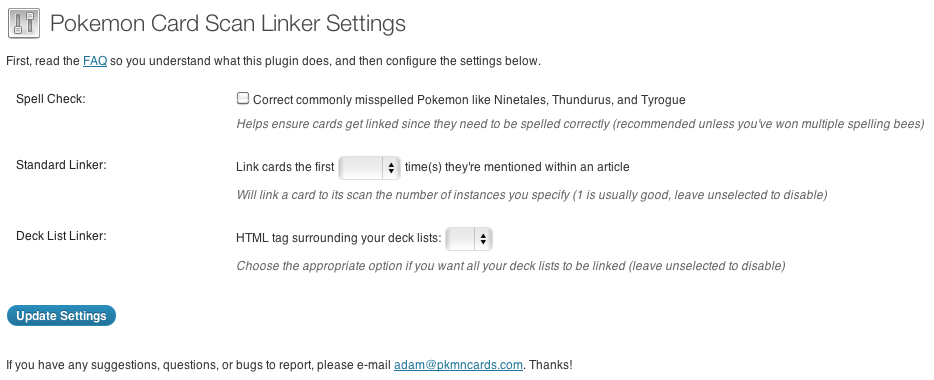 Pokemon Card Scan Linker Settings
First, read the FAQ so you understand what this plugin does, and then configure the settings below.
Spell Check:
Correct commonly misspelled Pokemon like Ninetales, Thundurus, and Tyrogue
Helps ensure cards get linked since they need to be spelled correctly (recommended unless you've won multiple spelling bees)
Standard Linker:
Link cards the first time(s) they're mentioned within an article
Will link a card to its scan the number of instances you specify (1 is usually good, leave unselected to disable)
Deck List Linker:
HTML tag surrounding your deck lists:
Choose the appropriate option if you want all your deck lists to be linked (leave unselected to disable)
Update Settings
If you have any suggestions, questions, or bugs to report, please e-mail adam@pkmncards.com. Thanks!